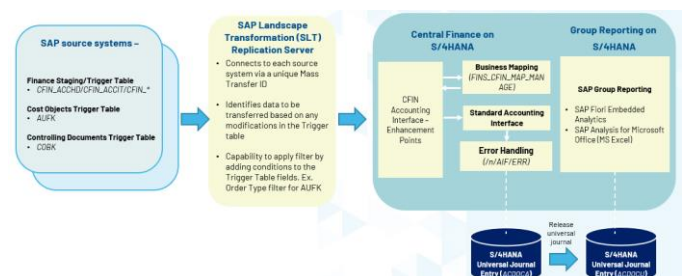 SAP source systems –
Finance Staging/Trigger Table
• CFIN_ACCHD/CFIN_ACCIT/CFIN_*
Cost Objects Trigger Table
• AUFK
Controlling Documents Trigger Table
• COBK
SAP Landscape
Transformation (SLT)
Replication Server
• Connects to each source
system via a unique Mass
Transfer ID
• Identifies data to be
transferred based on any
modifications in the Trigger
table
• Capability to apply filter by
adding conditions to the
Trigger Table fields. Ex.
Order Type filter for AUFK
Central Finance on
S/4HANA
CFIN
Accounting
Interface –
Enhancement
Points
Business Mapping
(FINS_CFIN_MAP_MAN
AGE)
Standard Accounting
Interface
Error Handling
(/n/AIF/ERR)
Group Reporting on
S/4HANA
SAP Group Reporting
• SAP Fiori Embedded
Analytics
• SAP Analysis for Microsoft
Office (MS Excel)
S/4HANA
Universal Journal
Entry (ACDOCA)
Release
universal
journal
S/4HANA
Universal Journal
Entry (ACDOCU)